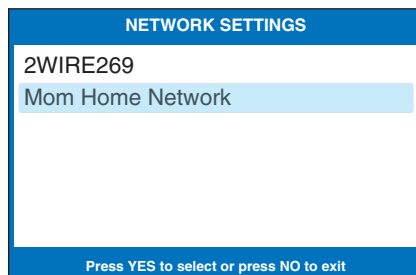 NETWORK SETTINGS
2WIRE269
Mom Home Network
Press YES to select or press NO to exit